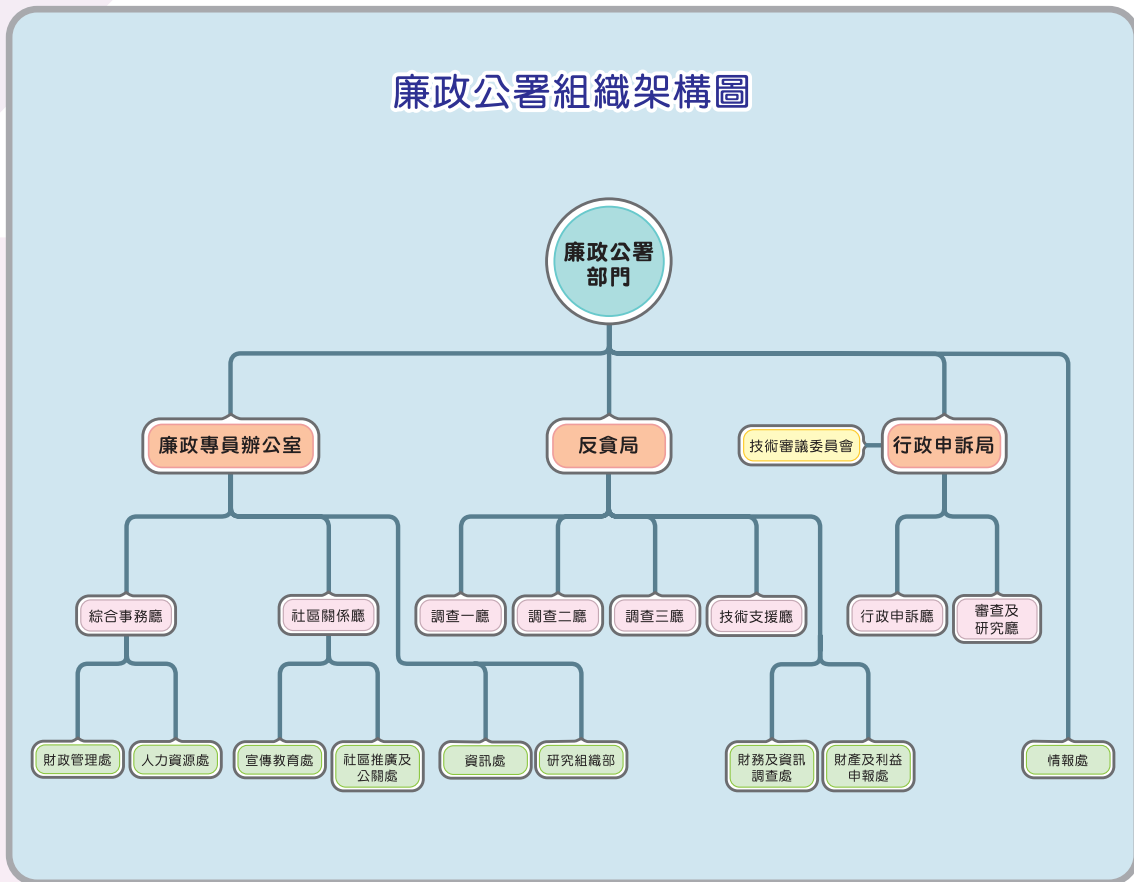 廉政公署組織架構圖
廉政公署
部門
廉政專員辦公室
反貪局
技術審議委員會
行政申訴局
綜合事務廳
社區關係廳
調查一廳
調查二廳
調查三廳
技術支援廳
行政申訴廳
審查及
研究廳
財政管理處
人力資源處
宣傳教育處
社區推廣及
公關處
資訊處
研究組織部
財務及資訊
調查處
財產及利益
申報處
情報處